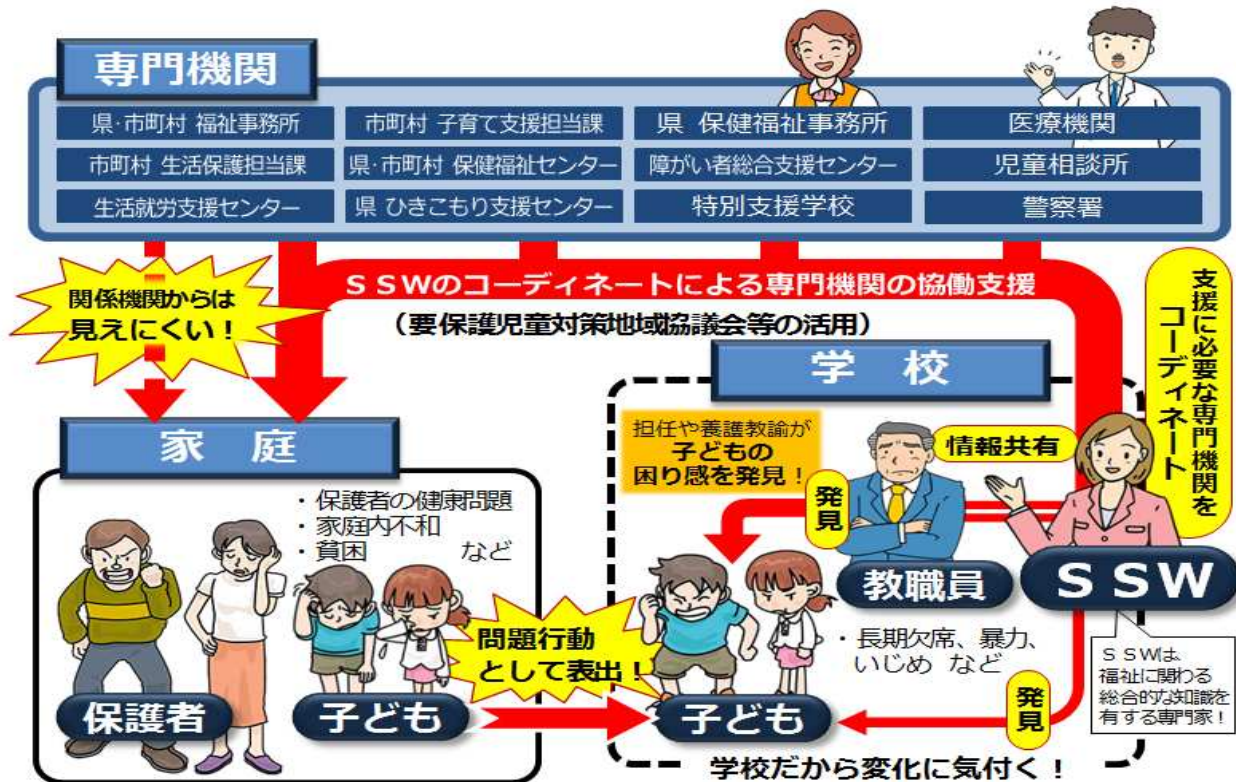 専門機関
県・市町村 福祉事務所
市町村 子育て支援担当課
県 保健福祉事務所
医療機関
市町村 生活保護担当課
県・市町村 保健福祉センター
障がい者総合支援センター
児童相談所
生活就労支援センター
県 ひきこもり支援センター
特別支援学校
警察署
関係機関からは
見えにくい！
ＳＳＷのコーディネートによる専門機関の協働支援
（要保護児童対策地域協議会等の活用）
支援に必要な専門機関を
コーディネート
家 庭
・保護者の健康問題
・家庭内不和
・貧困 など
保護者
子ども
問題行動
として表出！
学 校
担任や養護教諭が
子どもの
困り感を発見！
情報共有
発見
教職員
ＳＳＷ
・長期欠席、暴力、
いじめ など
ＳＳＷは、
福祉に関わる
総合的な知識を
有する専門家！
発見
子ども
学校だから変化に気付く！